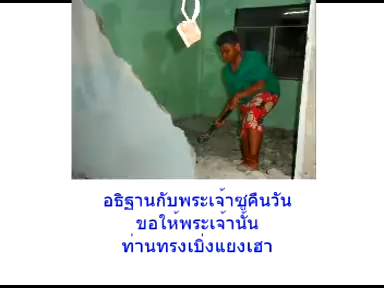 อธิฐานกับพระเจ้าซูคืนวัน
ขอให้พระเจ้านั้น
ท่านทรงเบิ่งแยงเฮา